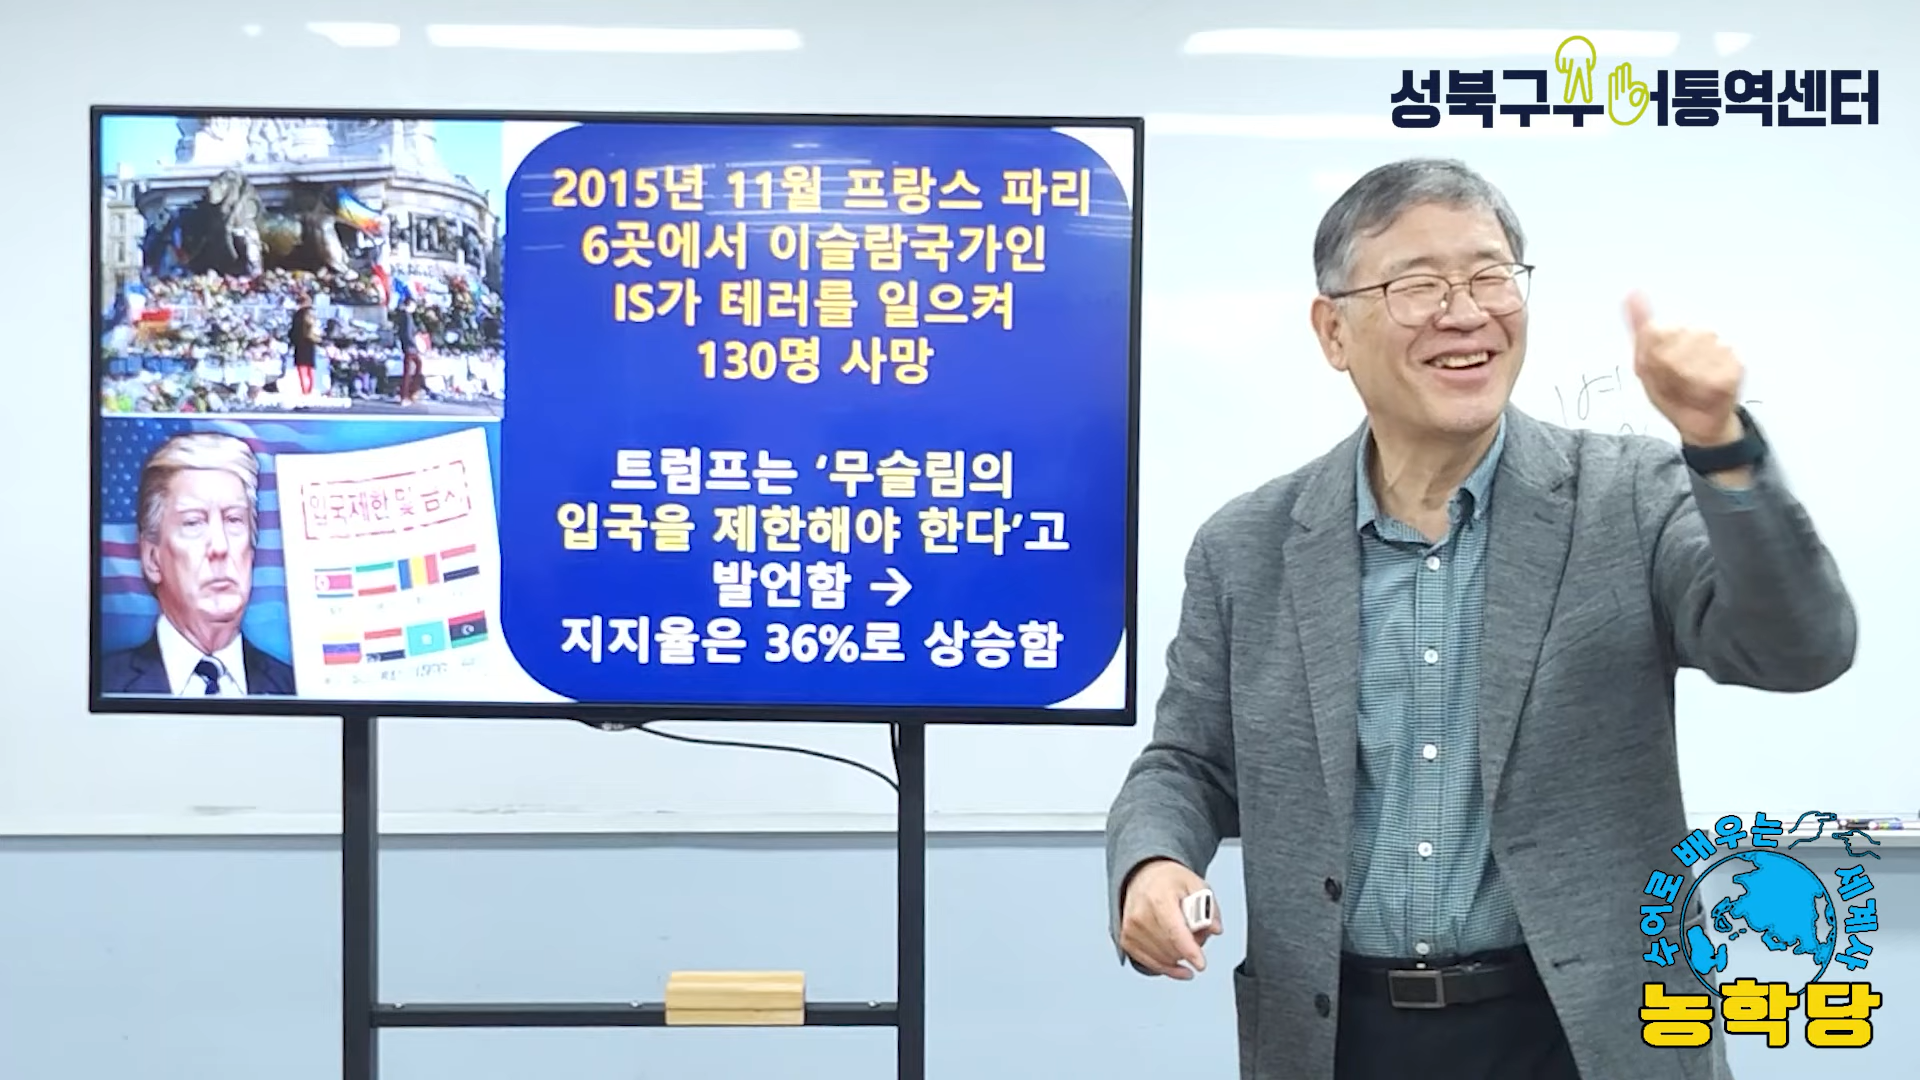 성북구수어통역센터
2015년 11월 프랑스 파리
6곳에서 이슬람국가인
IS가 테러를 일으켜
130명 사망
트럼프는 ‘무슬림의
입국을 제한해야 한다’고
발언함 →
지지율은 36%로 상승함
입국제한 및 금지
수어로 배우는 세계사
농학당